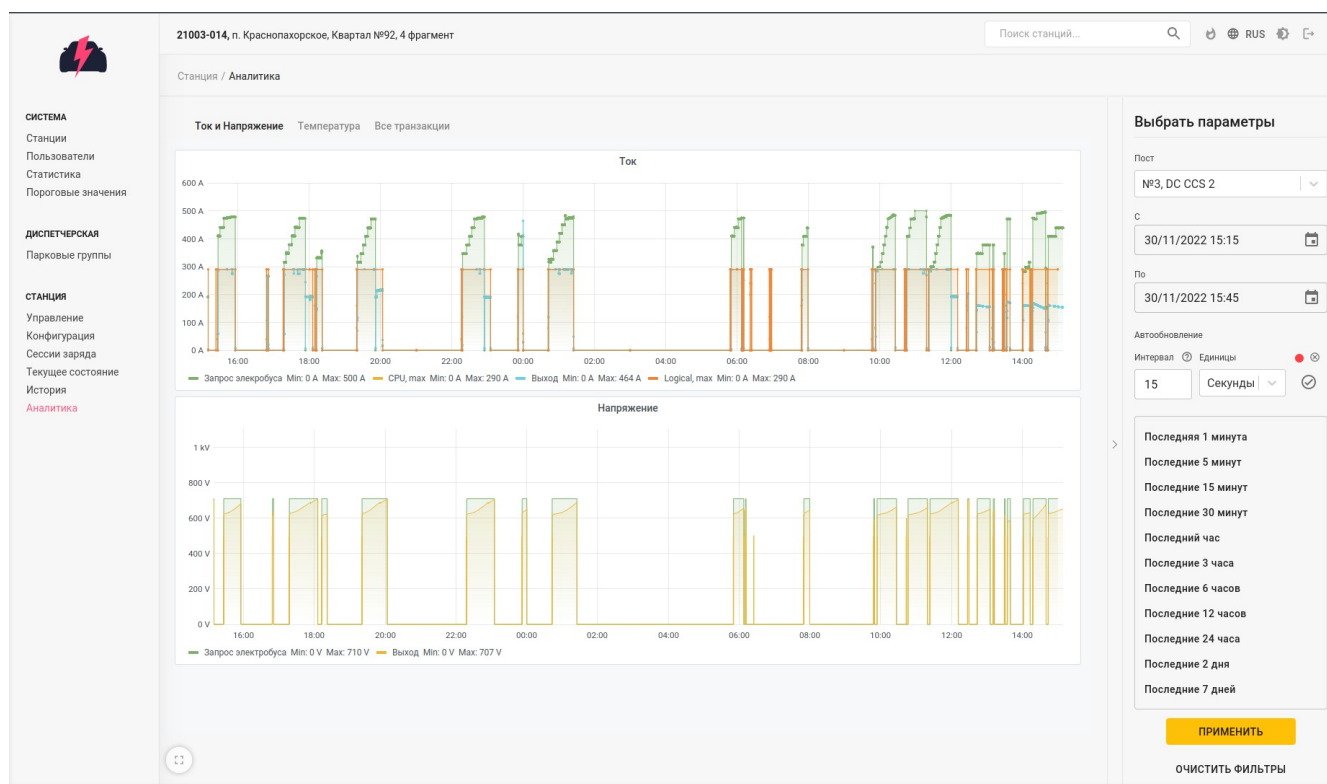 21003-014, п. Краснопахорское, Квартал №92, 4 фрагмент
Поиск станций...
RUS
Станция / Аналитика
СИСТЕМА
Станции
Пользователи
Статистика
Пороговые значения
ДИСПЕТЧЕРСКАЯ
Парковые группы
СТАНЦИЯ
Управление
Конфигурация
Сессии заряда
Текущее состояние
История
Аналитика
Ток и Напряжение Температура Все транзакции
Ток
600 A
500 A
400 A
300 A
200 A
100 A
0 A
16:00 18:00 20:00 22:00 00:00 02:00 04:00 06:00 08:00 10:00 12:00 14:00
Запрос элекробуса Min: 0 A Max: 500 A CPU, max Min: 0 A Max: 290 A Выход Min: 0 A Max: 464 A Logical, max Min: 0 A Max: 290 A
Напряжение
1 kV
800 V
600 V
400 V
200 V
0 V
16:00 18:00 20:00 22:00 00:00 02:00 04:00 06:00 08:00 10:00 12:00 14:00
Запрос электробуса Min: 0 V Max: 710 V Выход Min: 0 V Max: 707 V
Выбрать параметры
Пост
№3, DC CCS 2
С
30/11/2022 15:15
По
30/11/2022 15:45
Автообновление
Интервал Единицы
15 Секунды
Последняя 1 минута
Последние 5 минут
Последние 15 минут
Последние 30 минут
Последний час
Последние 3 часа
Последние 6 часов
Последние 12 часов
Последние 24 часа
Последние 2 дня
Последние 7 дней
ПРИМЕНИТЬ
ОЧИСТИТЬ ФИЛЬТРЫ